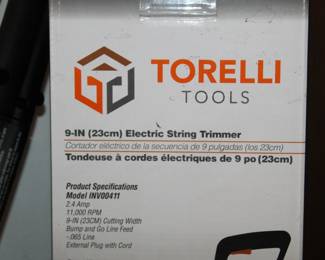 TORELLI
TOOLS
9-IN (23cm) Electric String Trimmer
Cortador eléctrico de la secuencia de 9 pulgadas (los 23cm)
Tondeuse à cordes électriques de 9 po (23cm)
Product Specifications
Model INV00411
2.4 Amp
11,000 RPM
9-IN (23CM) Cutting Width
Bump and Go Line Feed
-.065 Line
External Plug with Cord